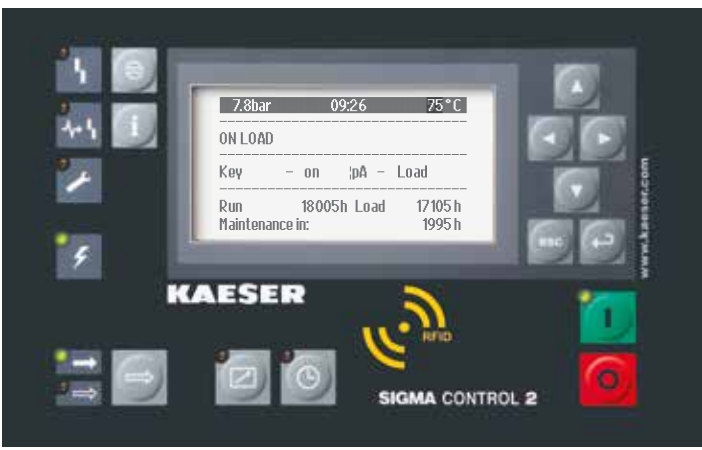 7.8bar 09:26 75°C
ON LOAD
Key - on ¦pA - Load
Run 18005h Load 17105h
Maintenance in: 1995h
esc
www.kaeser.com
KAESER
RFID
I
O
SIGMA CONTROL 2